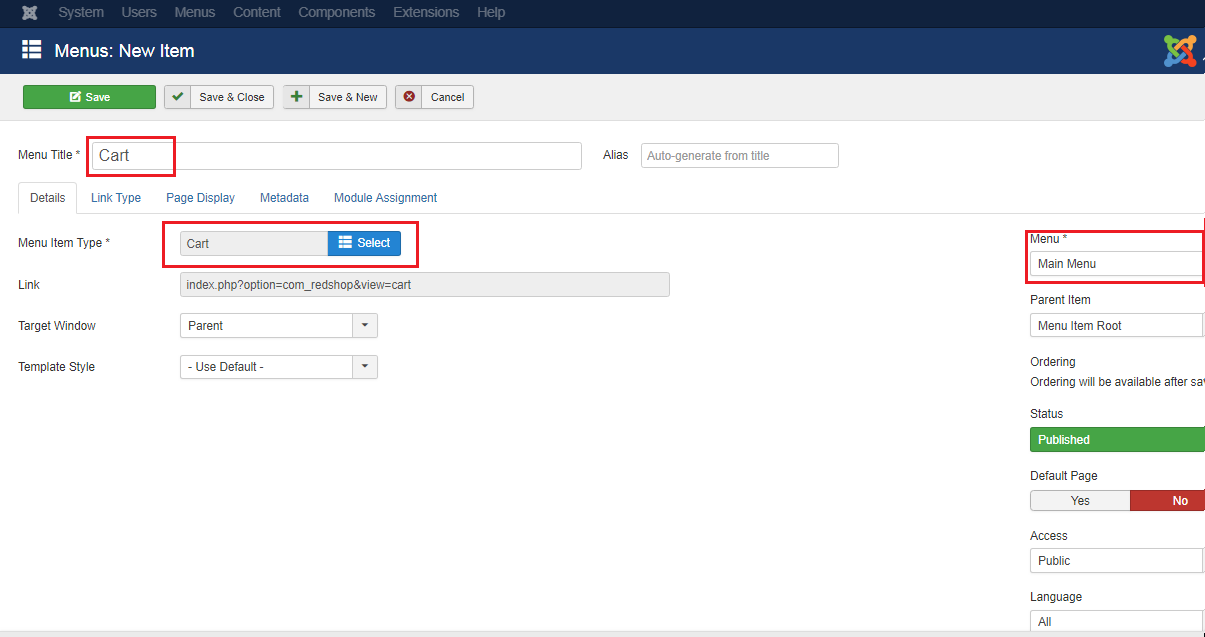 System Users Menus Content Components Extensions Help
Menus: New Item
Save Save & Close Save & New Cancel
Menu Title * Cart Alias Auto-generate from title
Details Link Type Page Display Metadata Module Assignment
Menu Item Type * Cart Select
Link index.php?option=com_redshop&view=cart
Target Window Parent
Template Style - Use Default -
Menu *
Main Menu
Parent Item
Menu Item Root
Ordering
Ordering will be available after sa
Status
Published
Default Page
Yes No
Access
Public
Language
All